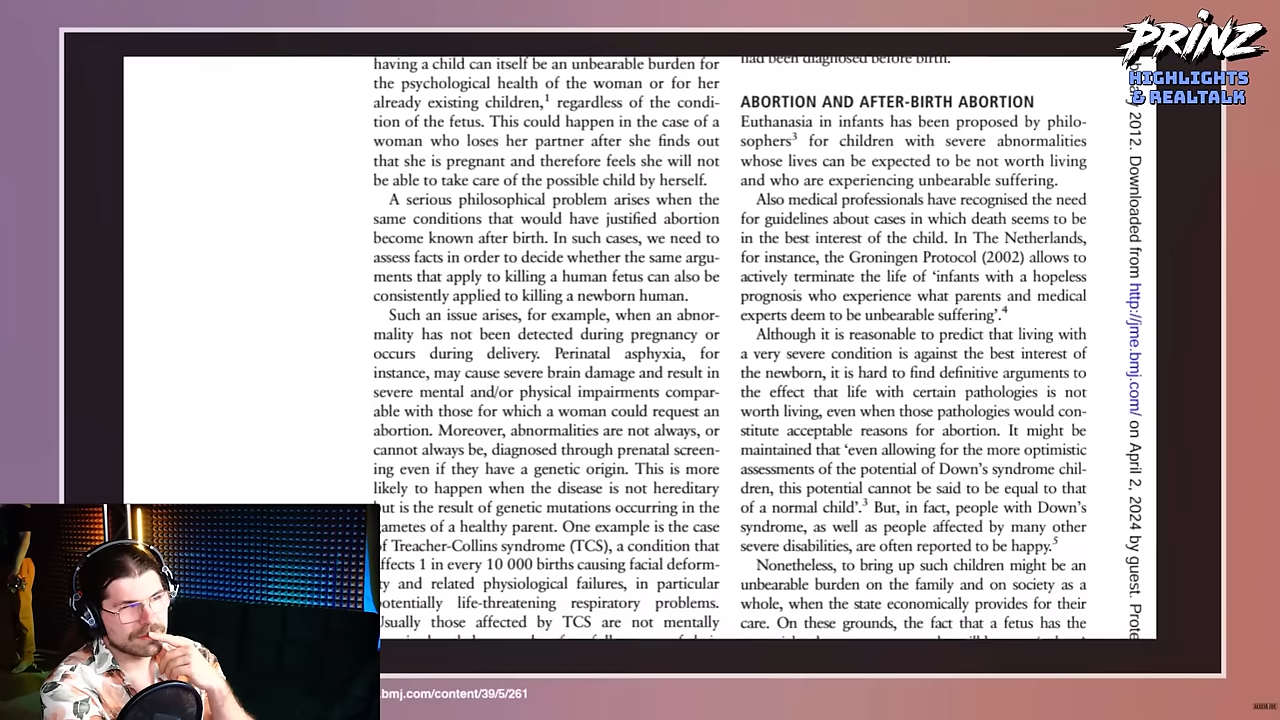 PRiNZ
HIGHLIGHTS
& REALTALK
having a child can itself be an unbearable burden for
the psychological health of the woman or for her
already existing children,1 regardless of the condi-
tion of the fetus. This could happen in the case of a
woman who loses her partner after she finds out
that she is pregnant and therefore feels she will not
be able to take care of the possible child by herself.
A serious philosophical problem arises when the
same conditions that would have justified abortion
become known after birth. In such cases, we need to
assess facts in order to decide whether the same argu-
ments that apply to killing a human fetus can also be
consistently applied to killing a newborn human.
Such an issue arises, for example, when an abnor-
mality has not been detected during pregnancy or
occurs during delivery. Perinatal asphyxia, for
instance, may cause severe brain damage and result in
severe mental and/or physical impairments compar-
able with those for which a woman could request an
abortion. Moreover, abnormalities are not always, or
cannot always be, diagnosed through prenatal screen-
ing even if they have a genetic origin. This is more
likely to happen when the disease is not hereditary
but is the result of genetic mutations occurring in the
gametes of a healthy parent. One example is the case
of Treacher-Collins syndrome (TCS), a condition that
affects 1 in every 10 000 births causing facial deform-
ity and related physiological failures, in particular
potentially life-threatening respiratory problems.
Usually those affected by TCS are not mentally
had been diagnosed before birth.
ABORTION AND AFTER-BIRTH ABORTION
Euthanasia in infants has been proposed by philo-
sophers3 for children with severe abnormalities
whose lives can be expected to be not worth living
and who are experiencing unbearable suffering.
Also medical professionals have recognised the need
for guidelines about cases in which death seems to be
in the best interest of the child. In The Netherlands,
for instance, the Groningen Protocol (2002) allows to
actively terminate the life of ‘infants with a hopeless
prognosis who experience what parents and medical
experts deem to be unbearable suffering’.4
Although it is reasonable to predict that living with
a very severe condition is against the best interest of
the newborn, it is hard to find definitive arguments to
the effect that life with certain pathologies is not
worth living, even when those pathologies would con-
stitute acceptable reasons for abortion. It might be
maintained that ‘even allowing for the more optimistic
assessments of the potential of Down’s syndrome chil-
dren, this potential cannot be said to be equal to that
of a normal child’.3 But, in fact, people with Down’s
syndrome, as well as people affected by many other
severe disabilities, are often reported to be happy.5
Nonetheless, to bring up such children might be an
unbearable burden on the family and on society as a
whole, when the state economically provides for their
care. On these grounds, the fact that a fetus has the
2012. Downloaded from http://jme.bmj.com/ on April 2, 2024 by guest. Prote
.bmj.com/content/39/5/261